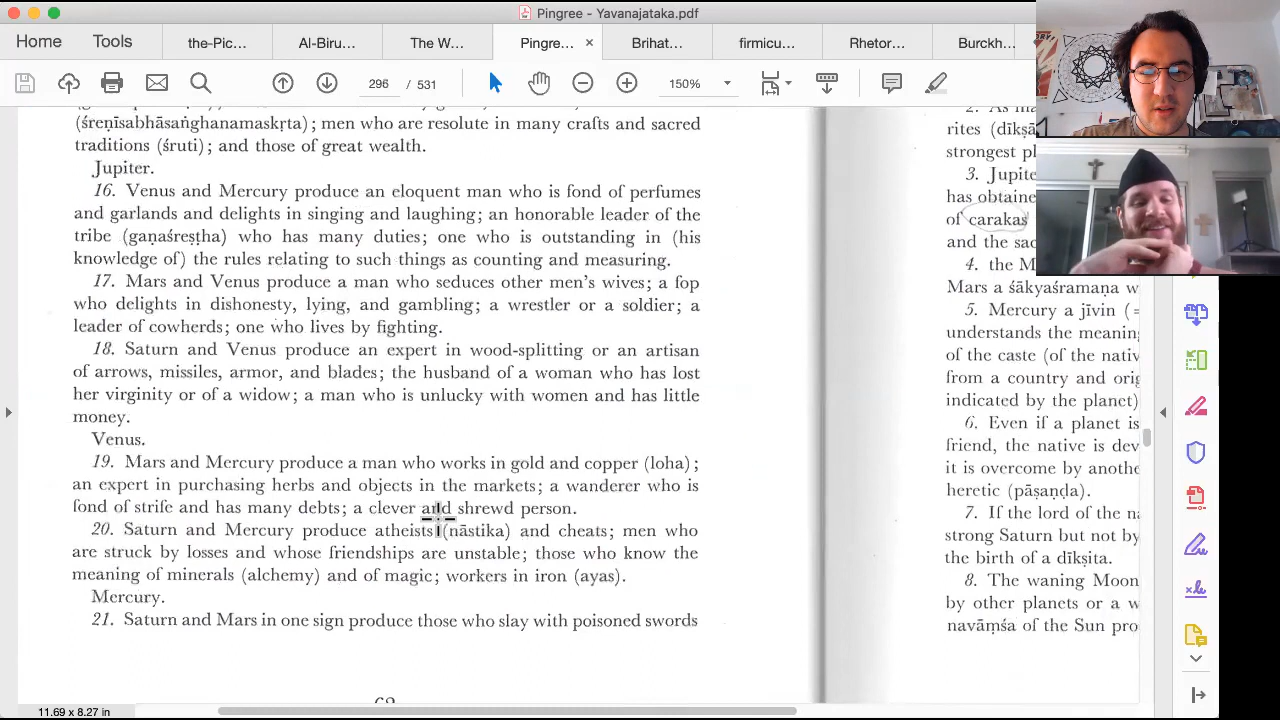 Pingree - Yavanajataka.pdf
Home Tools the-Pic... Al-Biru... The W... Pingre... × Brihat... firmicu... Rhetor... Burckh
296 / 531 150%
(śreṇīsabhāsaṅghanamaskṛta); men who are resolute in many crafts and sacred
traditions (śruti); and those of great wealth.
Jupiter.
16. Venus and Mercury produce an eloquent man who is fond of perfumes
and garlands and delights in singing and laughing; an honorable leader of the
tribe (gaṇaśreṣṭha) who has many duties; one who is outstanding in (his
knowledge of) the rules relating to such things as counting and measuring.
17. Mars and Venus produce a man who seduces other men's wives; a fop
who delights in dishonesty, lying, and gambling; a wrestler or a soldier; a
leader of cowherds; one who lives by fighting.
18. Saturn and Venus produce an expert in wood-splitting or an artisan
of arrows, missiles, armor, and blades; the husband of a woman who has lost
her virginity or of a widow; a man who is unlucky with women and has little
money.
Venus.
19. Mars and Mercury produce a man who works in gold and copper (loha);
an expert in purchasing herbs and objects in the markets; a wanderer who is
fond of strife and has many debts; a clever and shrewd person.
20. Saturn and Mercury produce atheists (nāstika) and cheats; men who
are struck by losses and whose friendships are unstable; those who know the
meaning of minerals (alchemy) and of magic; workers in iron (ayas).
Mercury.
21. Saturn and Mars in one sign produce those who slay with poisoned swords
2. As ma
rites (dīkṣā
strongest pl
3. Jupite
has obtaine
of carakas
and the sac
4. the M
Mars a śākyaśramaṇa w
5. Mercury a jīvin (=
understands the meaning
of the caste (of the nativ
from a country and orig
indicated by the planet)
6. Even if a planet is
friend, the native is dev
it is overcome by anothe
heretic (pāṣaṇḍa).
7. If the lord of the na
strong Saturn but not by
the birth of a dīkṣita.
8. The waning Moon
by other planets or a w
navāṃśa of the Sun pro
11.69 x 8.27 in